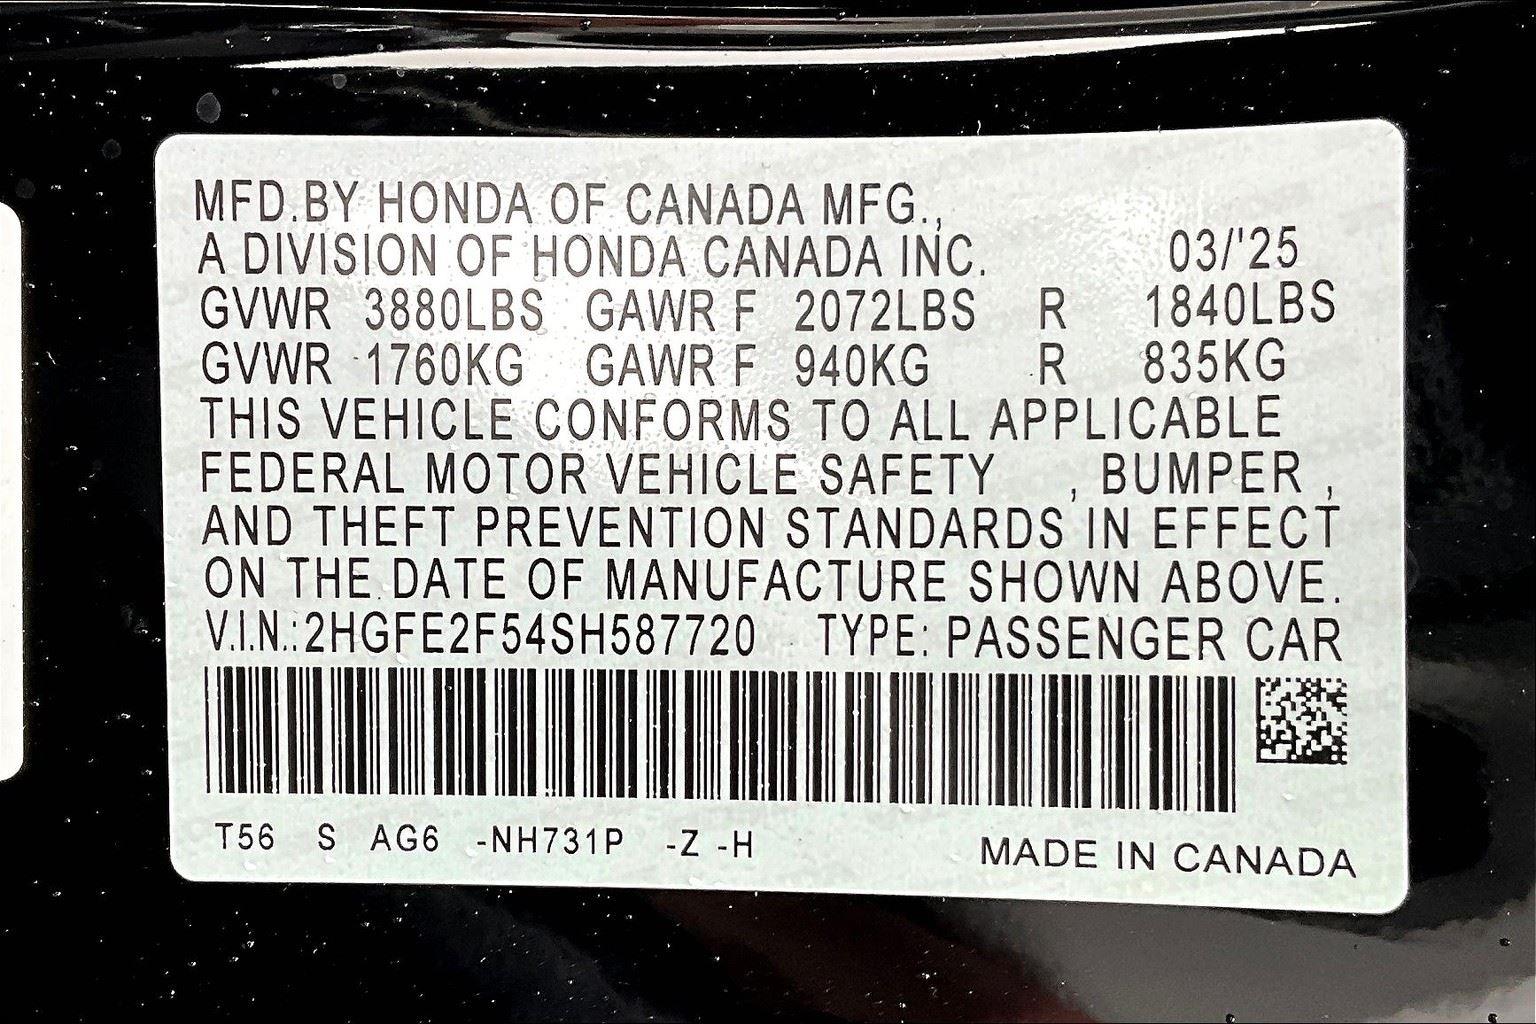 MFD.BY HONDA OF CANADA MFG.,
A DIVISION OF HONDA CANADA INC. 03/'25
GVWR 3880LBS GAWR F 2072LBS R 1840LBS
GVWR 1760KG GAWR F 940KG R 835KG
THIS VEHICLE CONFORMS TO ALL APPLICABLE
FEDERAL MOTOR VEHICLE SAFETY , BUMPER ,
AND THEFT PREVENTION STANDARDS IN EFFECT
ON THE DATE OF MANUFACTURE SHOWN ABOVE.
V.I.N.:2HGFE2F54SH587720 TYPE: PASSENGER CAR
T56 S AG6 -NH731P -Z -H MADE IN CANADA